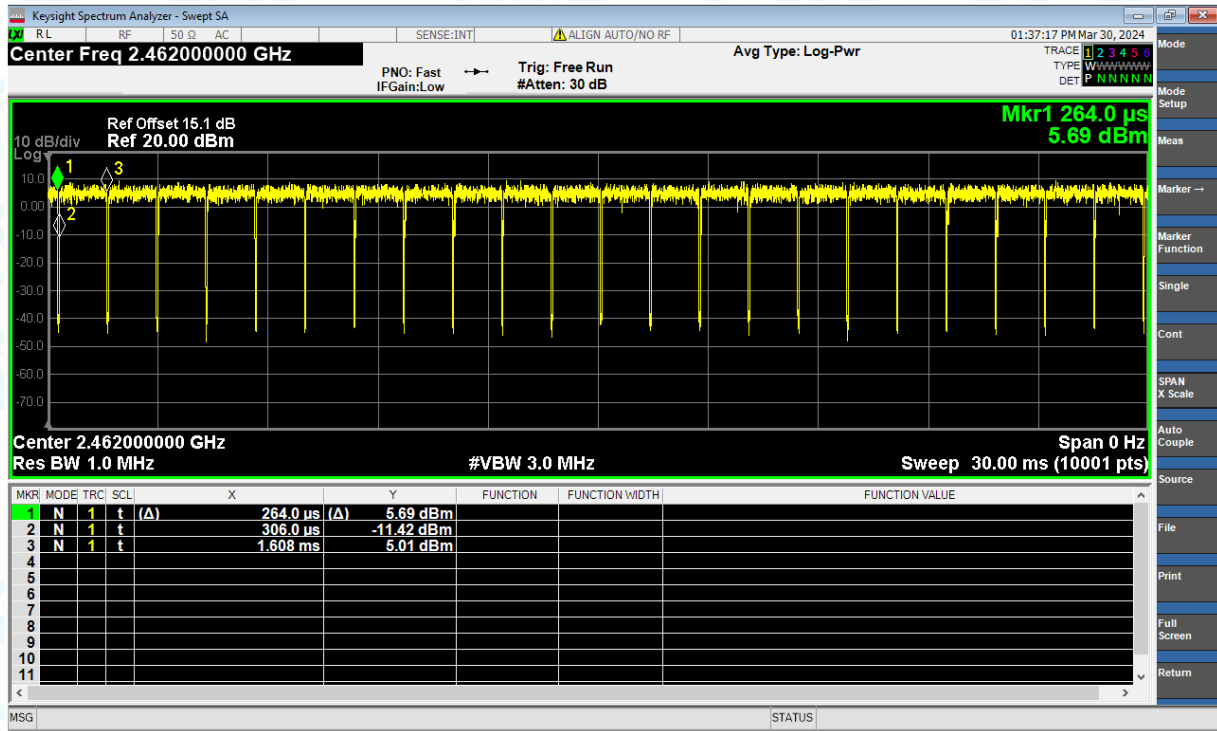 Keysight Spectrum Analyzer - Swept SA
LXI RL RF 50 Ω AC SENSE:INT ALIGN AUTO/NO RF 01:37:17 PM Mar 30, 2024
Center Freq 2.462000000 GHz
PNO: Fast
IFGain:Low
Trig: Free Run
#Atten: 30 dB
Avg Type: Log-Pwr
TRACE 1 2 3 4 5 6
TYPE WWWWWW
DET P N N N N N
Mkr1 264.0 µs
5.69 dBm
Ref Offset 15.1 dB
10 dB/div Ref 20.00 dBm
Log
1
2
3
10.0
0.00
-10.0
-20.0
-30.0
-40.0
-50.0
-60.0
-70.0
Center 2.462000000 GHz Span 0 Hz
Res BW 1.0 MHz #VBW 3.0 MHz Sweep 30.00 ms (10001 pts)
MKR MODE TRC SCL X Y FUNCTION FUNCTION WIDTH FUNCTION VALUE
1 N 1 t (Δ) 264.0 µs (Δ) 5.69 dBm
2 N 1 t 306.0 µs -11.42 dBm
3 N 1 t 1.608 ms 5.01 dBm
4
5
6
7
8
9
10
11
MSG STATUS
Mode
Mode
Setup
Meas
Marker →
Marker
Function
Single
Cont
SPAN
X Scale
Auto
Couple
Source
File
Print
Full
Screen
Return